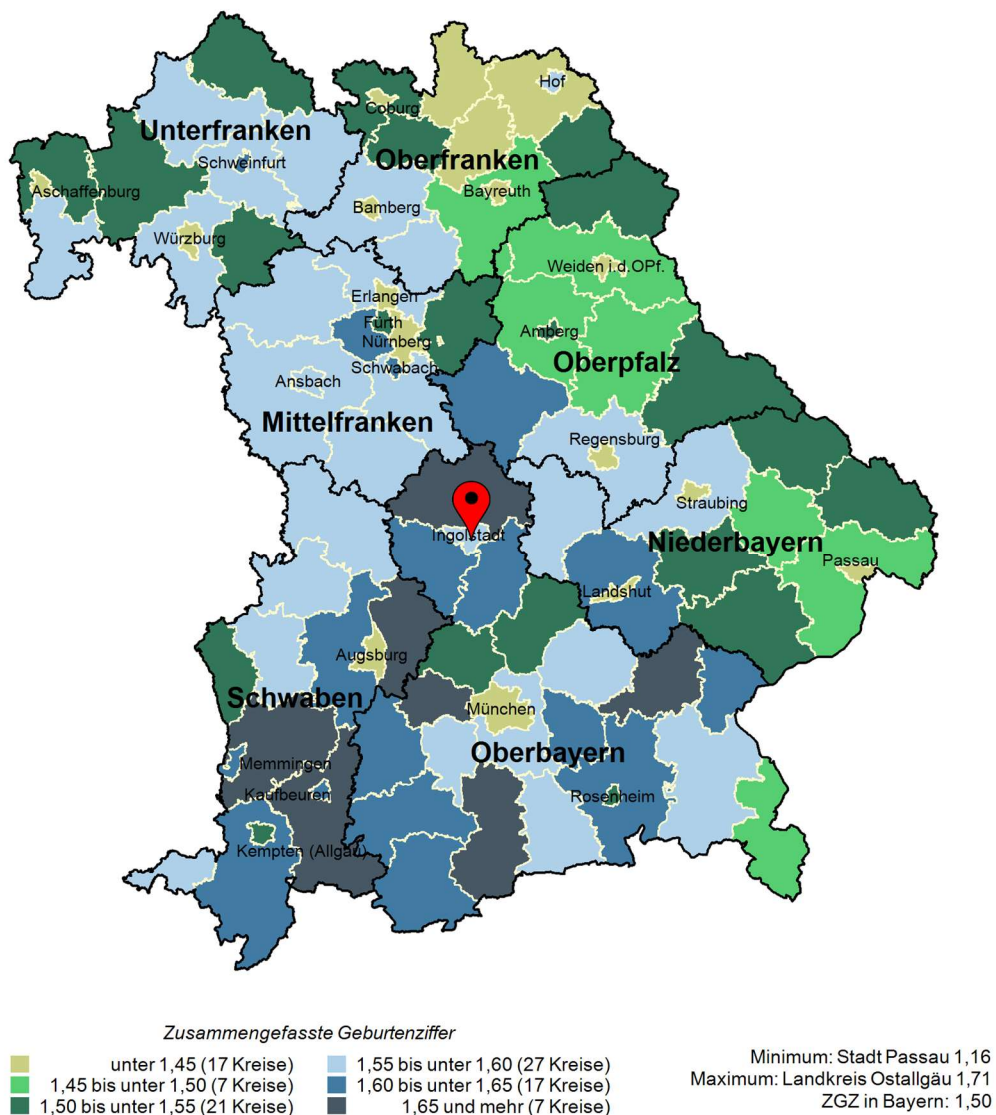 Hof
Coburg
Unterfranken
Schweinfurt
Oberfranken
Aschaffenburg
Bayreuth
Bamberg
Würzburg
Weiden i.d.OPf.
Erlangen
Fürth
Amberg
Nürnberg
Oberpfalz
Schwabach
Ansbach
Mittelfranken
Regensburg
Straubing
Ingolstadt
Niederbayern
Passau
Landshut
Augsburg
Schwaben
München
Oberbayern
Memmingen
Kaufbeuren
Rosenheim
Kempten (Allgäu)
Zusammengefasste Geburtenziffer
unter 1,45 (17 Kreise)
1,45 bis unter 1,50 (7 Kreise)
1,50 bis unter 1,55 (21 Kreise)
1,55 bis unter 1,60 (27 Kreise)
1,60 bis unter 1,65 (17 Kreise)
1,65 und mehr (7 Kreise)
Minimum: Stadt Passau 1,16
Maximum: Landkreis Ostallgäu 1,71
ZGZ in Bayern: 1,50